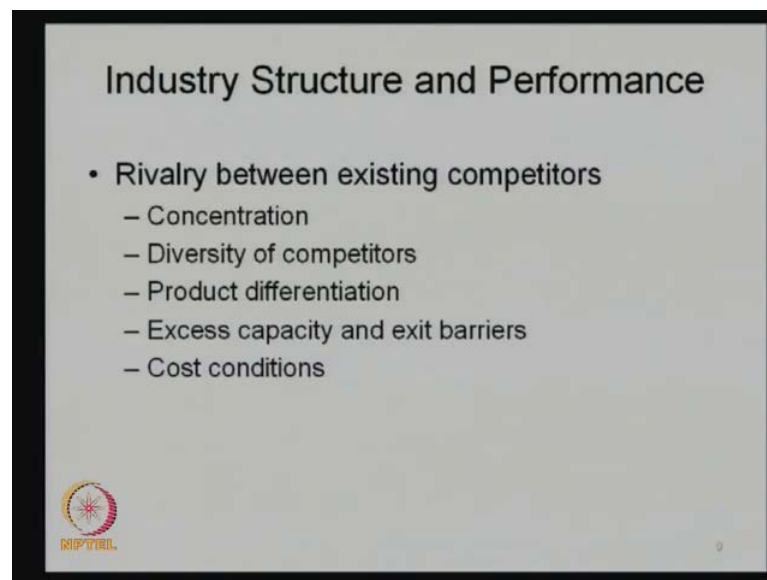 Industry Structure and Performance
• Rivalry between existing competitors
– Concentration
– Diversity of competitors
– Product differentiation
– Excess capacity and exit barriers
– Cost conditions
NPTEL
9